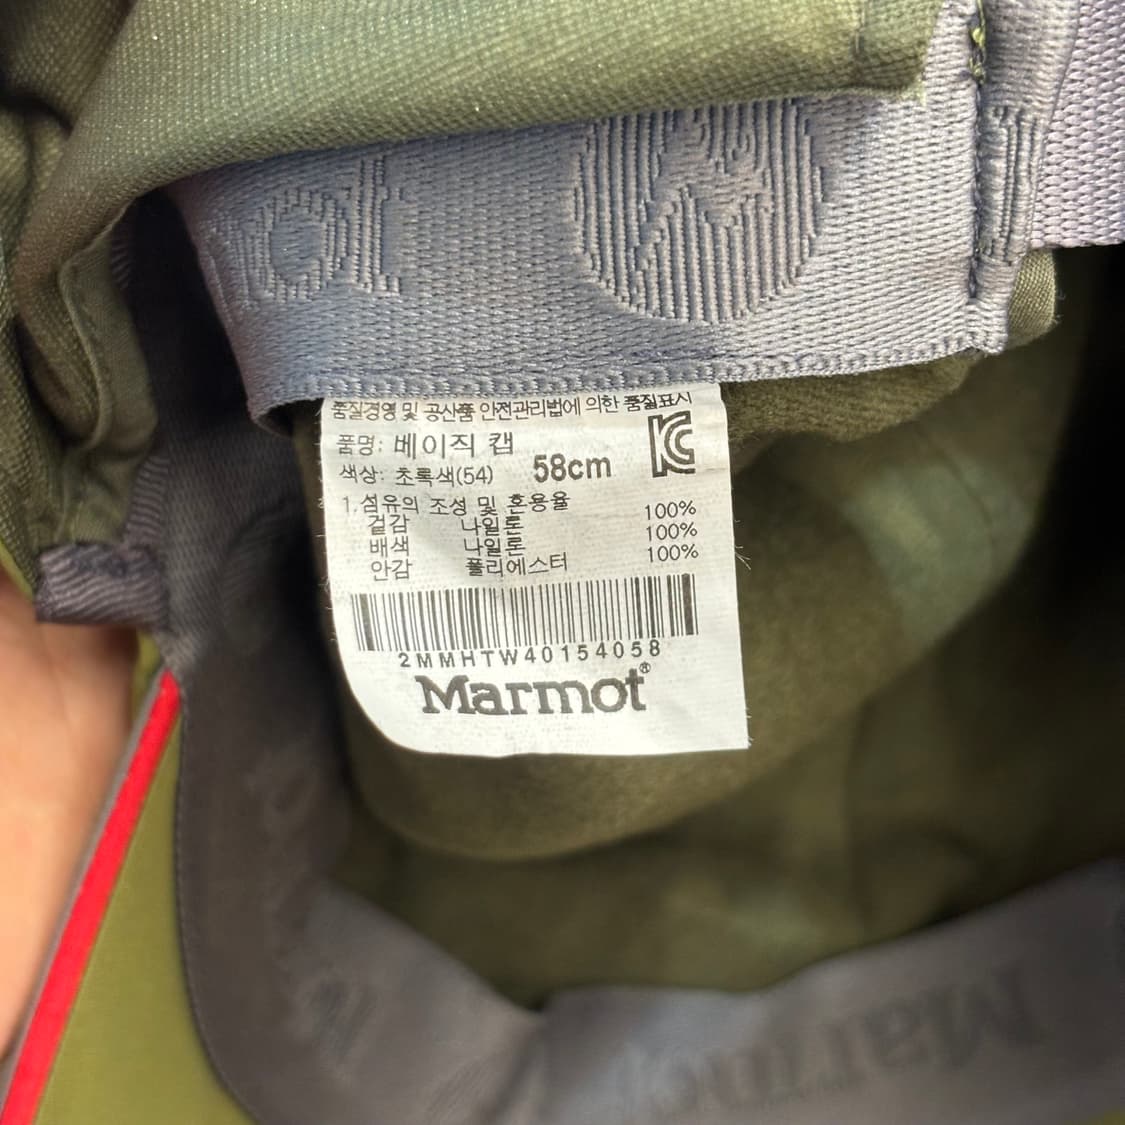 ot
품질경영 및 공산품 안전관리법에 의한 품질표시
품명: 베이직 캡
색상: 초록색(54) 58cm
1.섬유의 조성 및 혼용율
겉감 나일론 100%
배색 나일론 100%
안감 폴리에스터 100%
2MMHTW40154058
Marmot®
Marmot